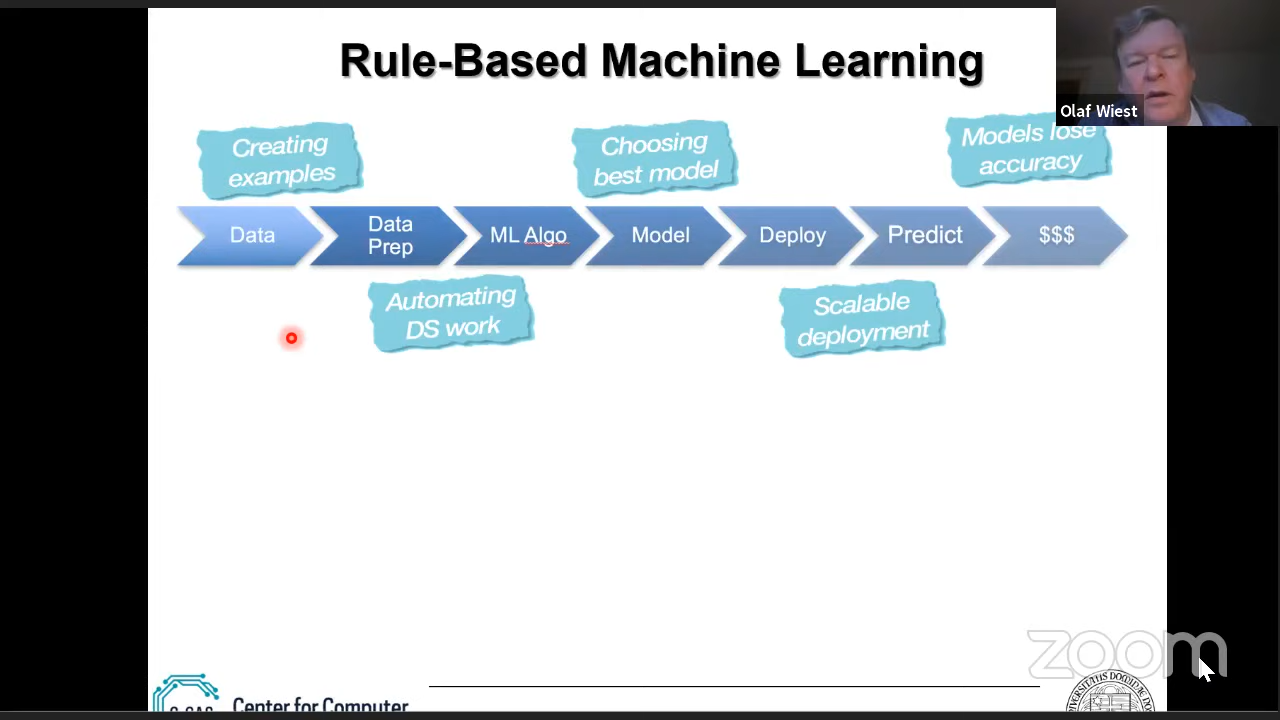 Rule-Based Machine Learning
Olaf Wiest
Creating
examples
Choosing
best model
Models lose
accuracy
Data
Data
Prep
ML Algo
Model
Deploy
Predict
$$$
Automating
DS work
Scalable
deployment
zoom
Center for Computer